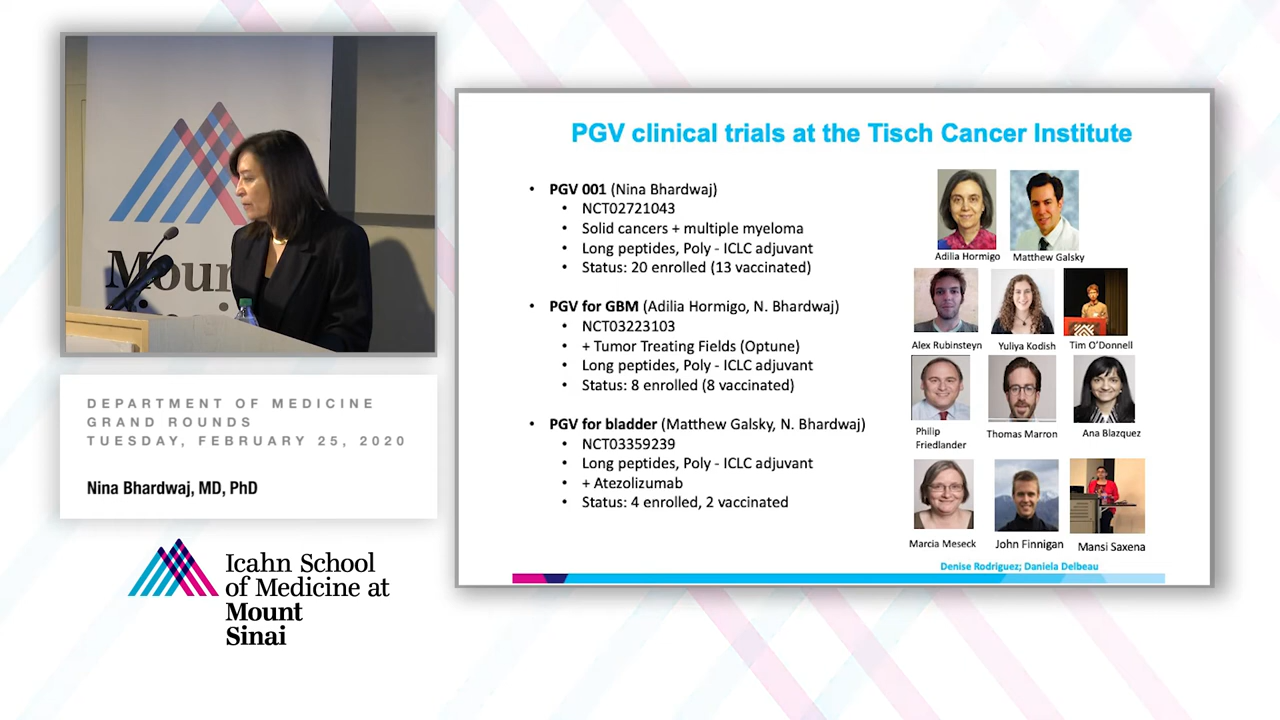 Mount
Sinai
DEPARTMENT OF MEDICINE
GRAND ROUNDS
TUESDAY, FEBRUARY 25, 2020
Nina Bhardwaj, MD, PhD
Icahn School
of Medicine at
Mount
Sinai
PGV clinical trials at the Tisch Cancer Institute
• PGV 001 (Nina Bhardwaj)
• NCT02721043
• Solid cancers + multiple myeloma
• Long peptides, Poly - ICLC adjuvant
• Status: 20 enrolled (13 vaccinated)
• PGV for GBM (Adilia Hormigo, N. Bhardwaj)
• NCT03223103
• + Tumor Treating Fields (Optune)
• Long peptides, Poly - ICLC adjuvant
• Status: 8 enrolled (8 vaccinated)
• PGV for bladder (Matthew Galsky, N. Bhardwaj)
• NCT03359239
• Long peptides, Poly - ICLC adjuvant
• + Atezolizumab
• Status: 4 enrolled, 2 vaccinated
Adilia Hormigo Matthew Galsky
Alex Rubinsteyn Yuliya Kodish Tim O’Donnell
Philip
Friedlander
Thomas Marron Ana Blazquez
Marcia Meseck John Finnigan Mansi Saxena
Denise Rodriguez; Daniela Delbeau